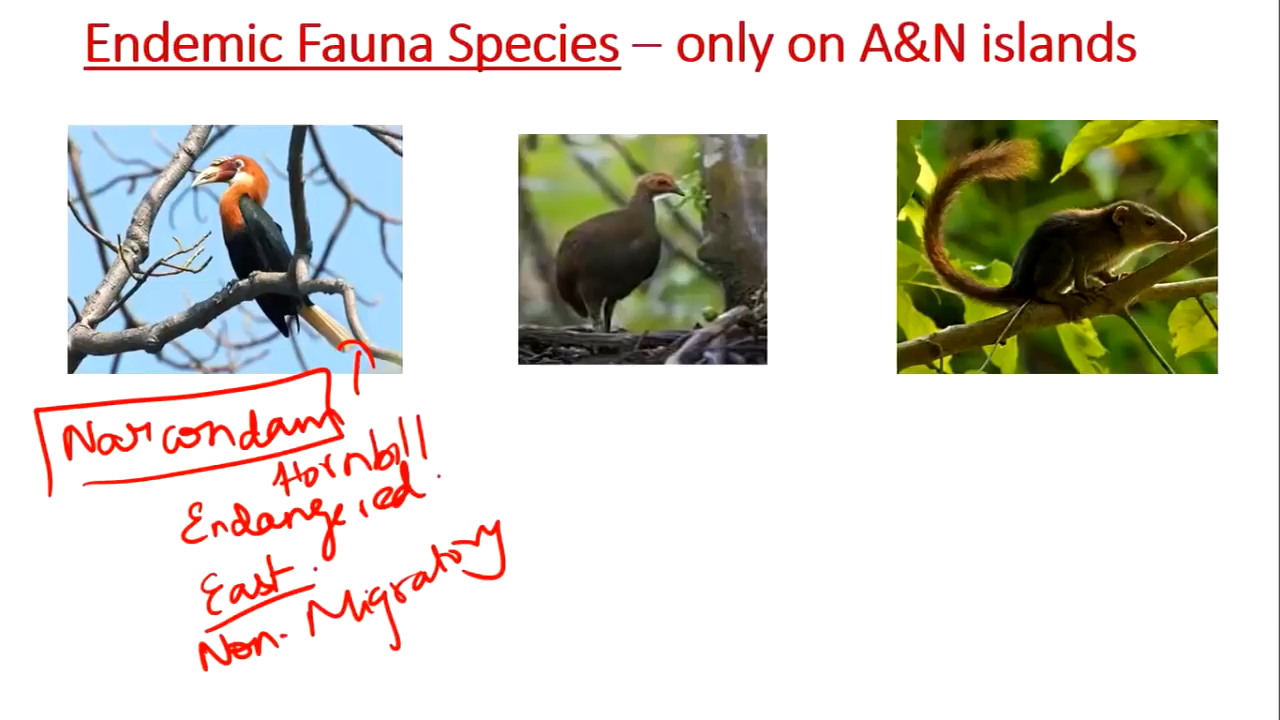 Endemic Fauna Species – only on A&N islands
Narcondam
Hornbill
Endangered.
East.
Non- Migratory